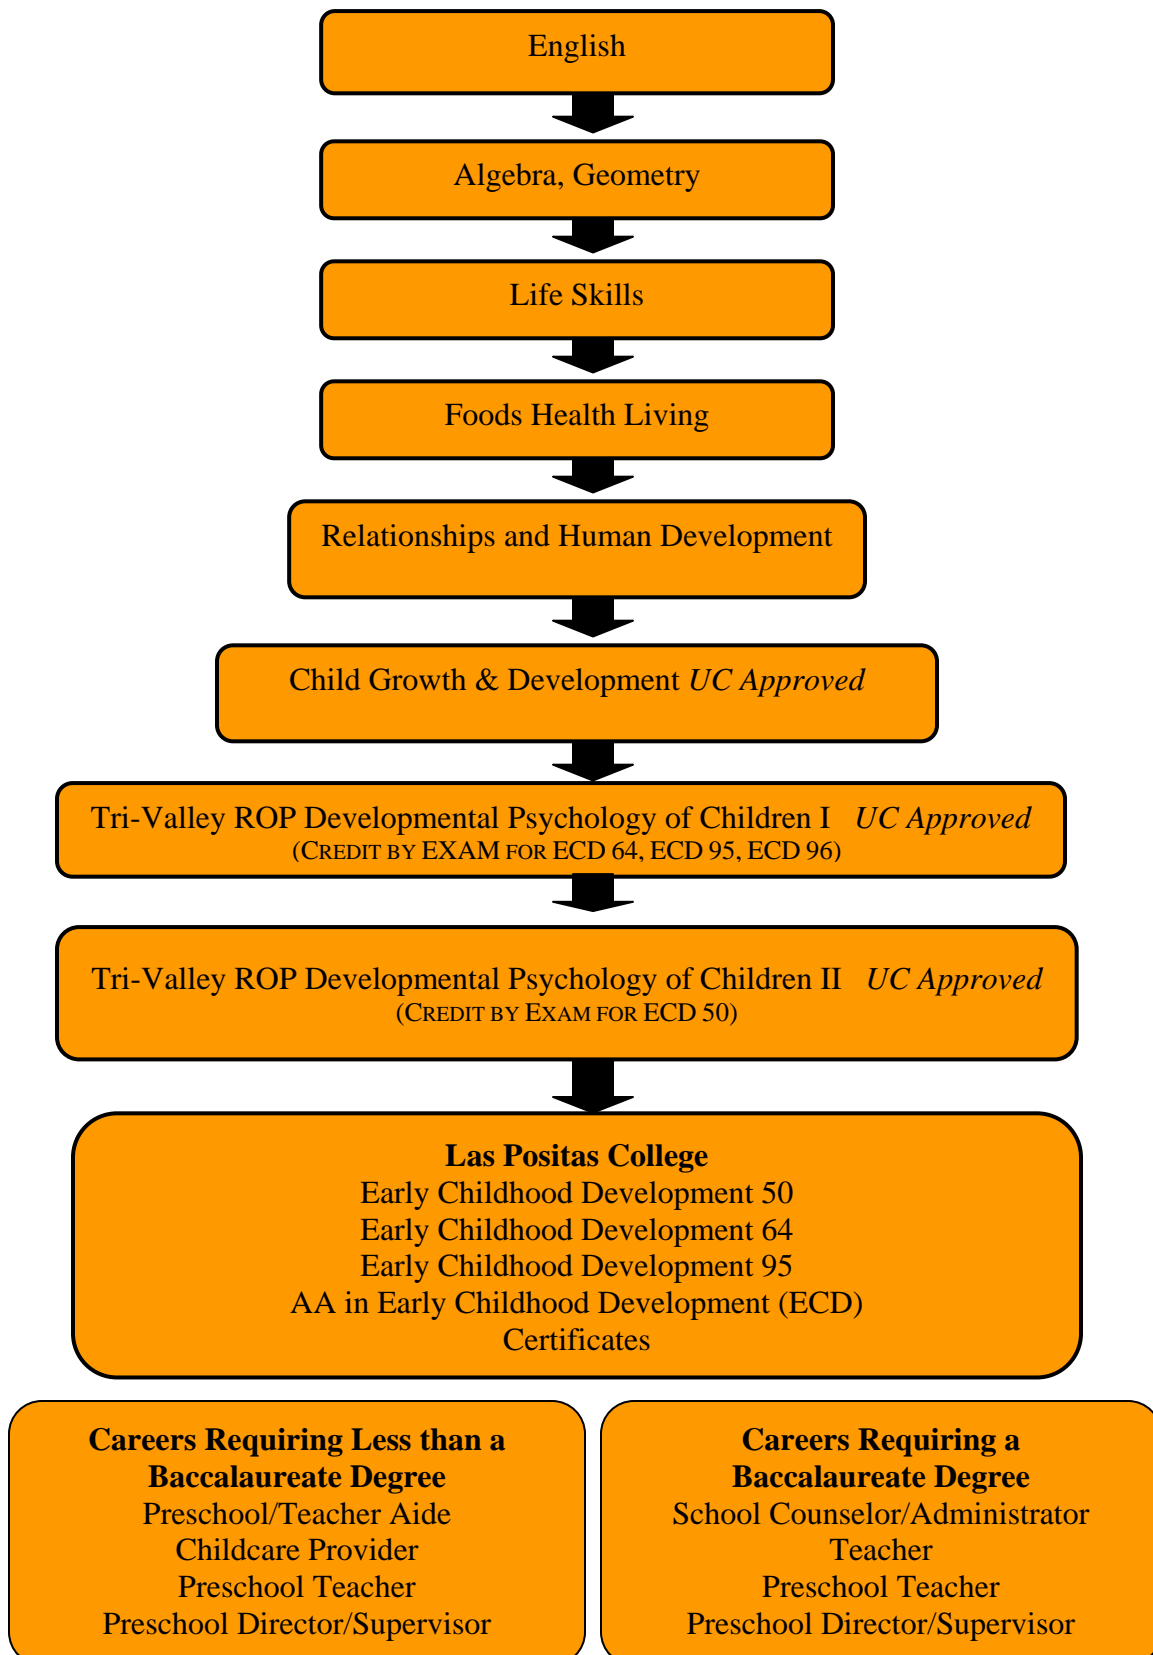 English
Algebra, Geometry
Life Skills
Foods Health Living
Relationships and Human Development
Child Growth & Development UC Approved
Tri-Valley ROP Developmental Psychology of Children I UC Approved
(CREDIT BY EXAM FOR ECD 64, ECD 95, ECD 96)
Tri-Valley ROP Developmental Psychology of Children II UC Approved
(CREDIT BY EXAM FOR ECD 50)
Las Positas College
Early Childhood Development 50
Early Childhood Development 64
Early Childhood Development 95
AA in Early Childhood Development (ECD)
Certificates
Careers Requiring Less than a
Baccalaureate Degree
Preschool/Teacher Aide
Childcare Provider
Preschool Teacher
Preschool Director/Supervisor
Careers Requiring a
Baccalaureate Degree
School Counselor/Administrator
Teacher
Preschool Teacher
Preschool Director/Supervisor